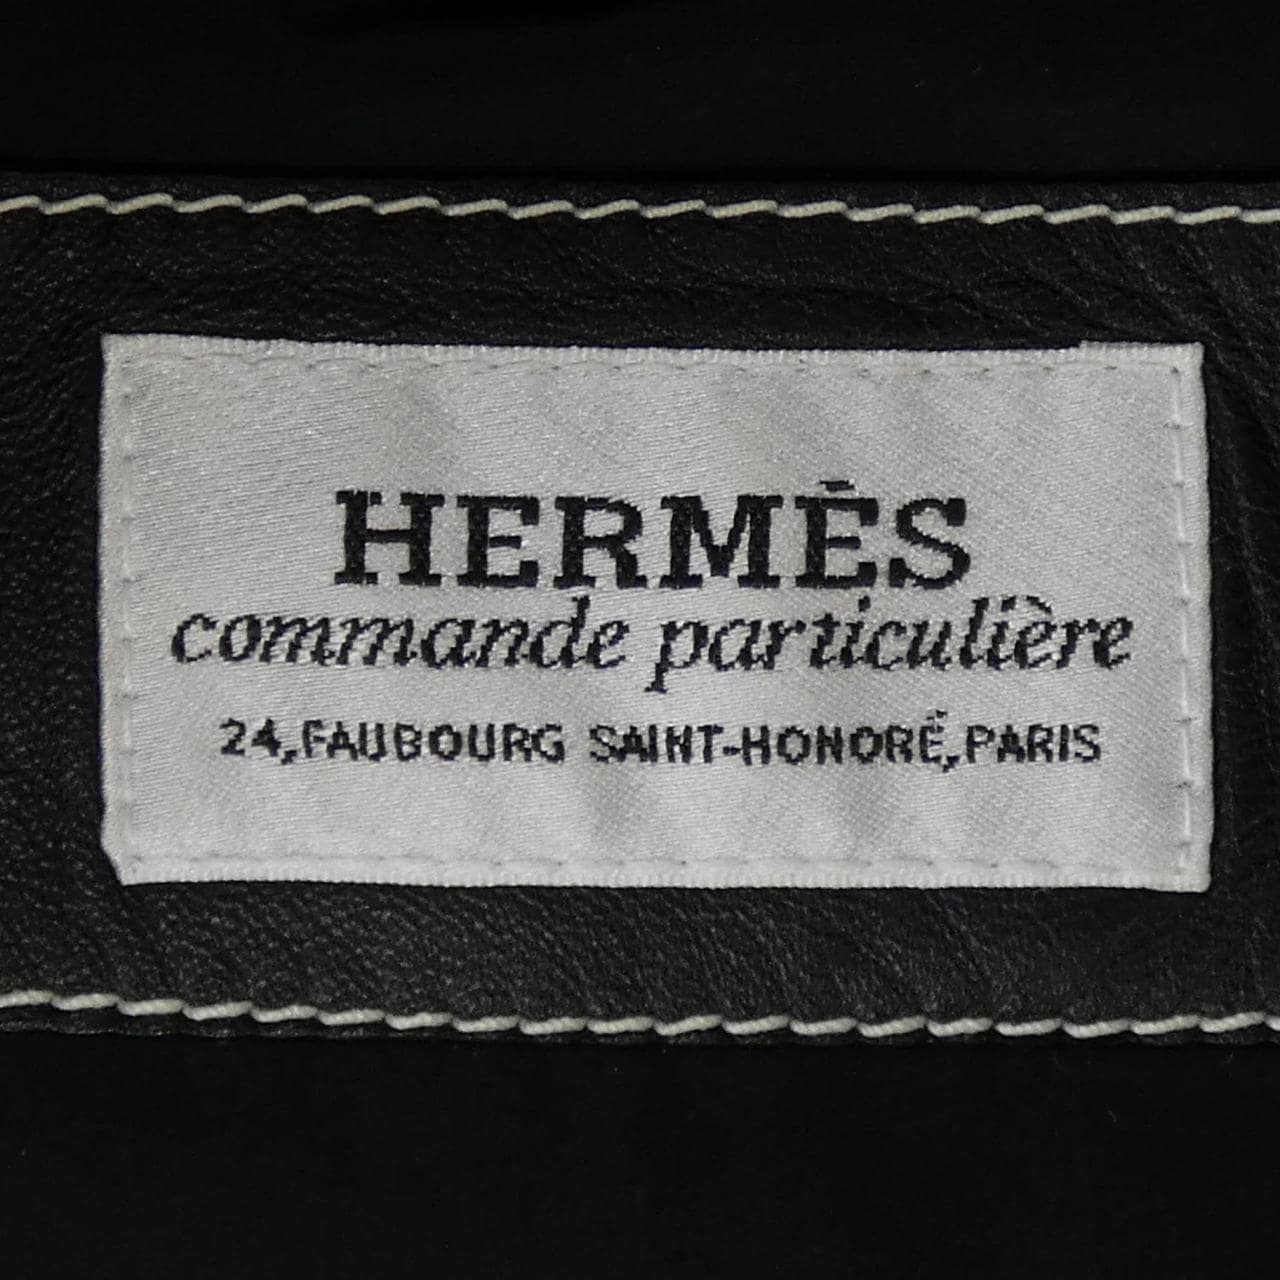 HERMÈS
commande particulière
24,FAUBOURG SAINT-HONORÉ,PARIS